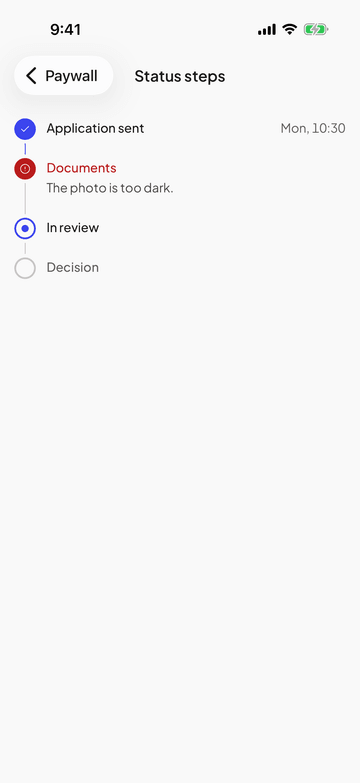 9:41
Paywall
Status steps
Application sent
Mon, 10:30
Documents
The photo is too dark.
In review
Decision